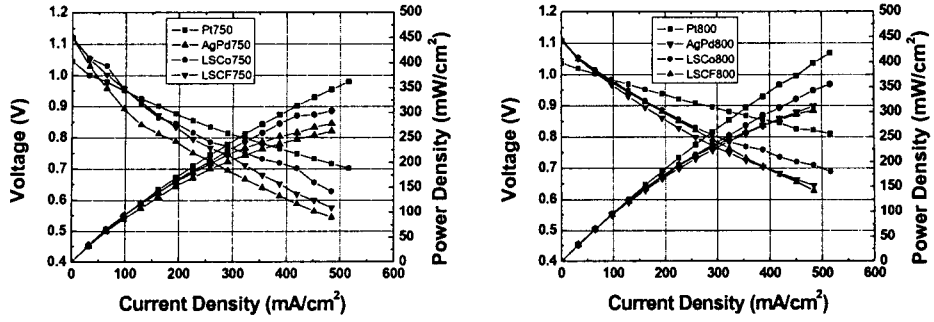 Pt750
AgPd750
LSCo750
LSCF750
1.2
1.1
1.0
0.9
0.8
0.7
0.6
0.5
0.4
Voltage (V)
500
450
400
350
300
250
200
150
100
50
0
Power Density (mW/cm²)
0 100 200 300 400 500 600
Current Density (mA/cm²)
Pt800
AgPd800
LSCo800
LSCF800
1.2
1.1
1.0
0.9
0.8
0.7
0.6
0.5
0.4
Voltage (V)
500
450
400
350
300
250
200
150
100
50
0
Power Density (mW/cm²)
0 100 200 300 400 500 600
Current Density (mA/cm²)